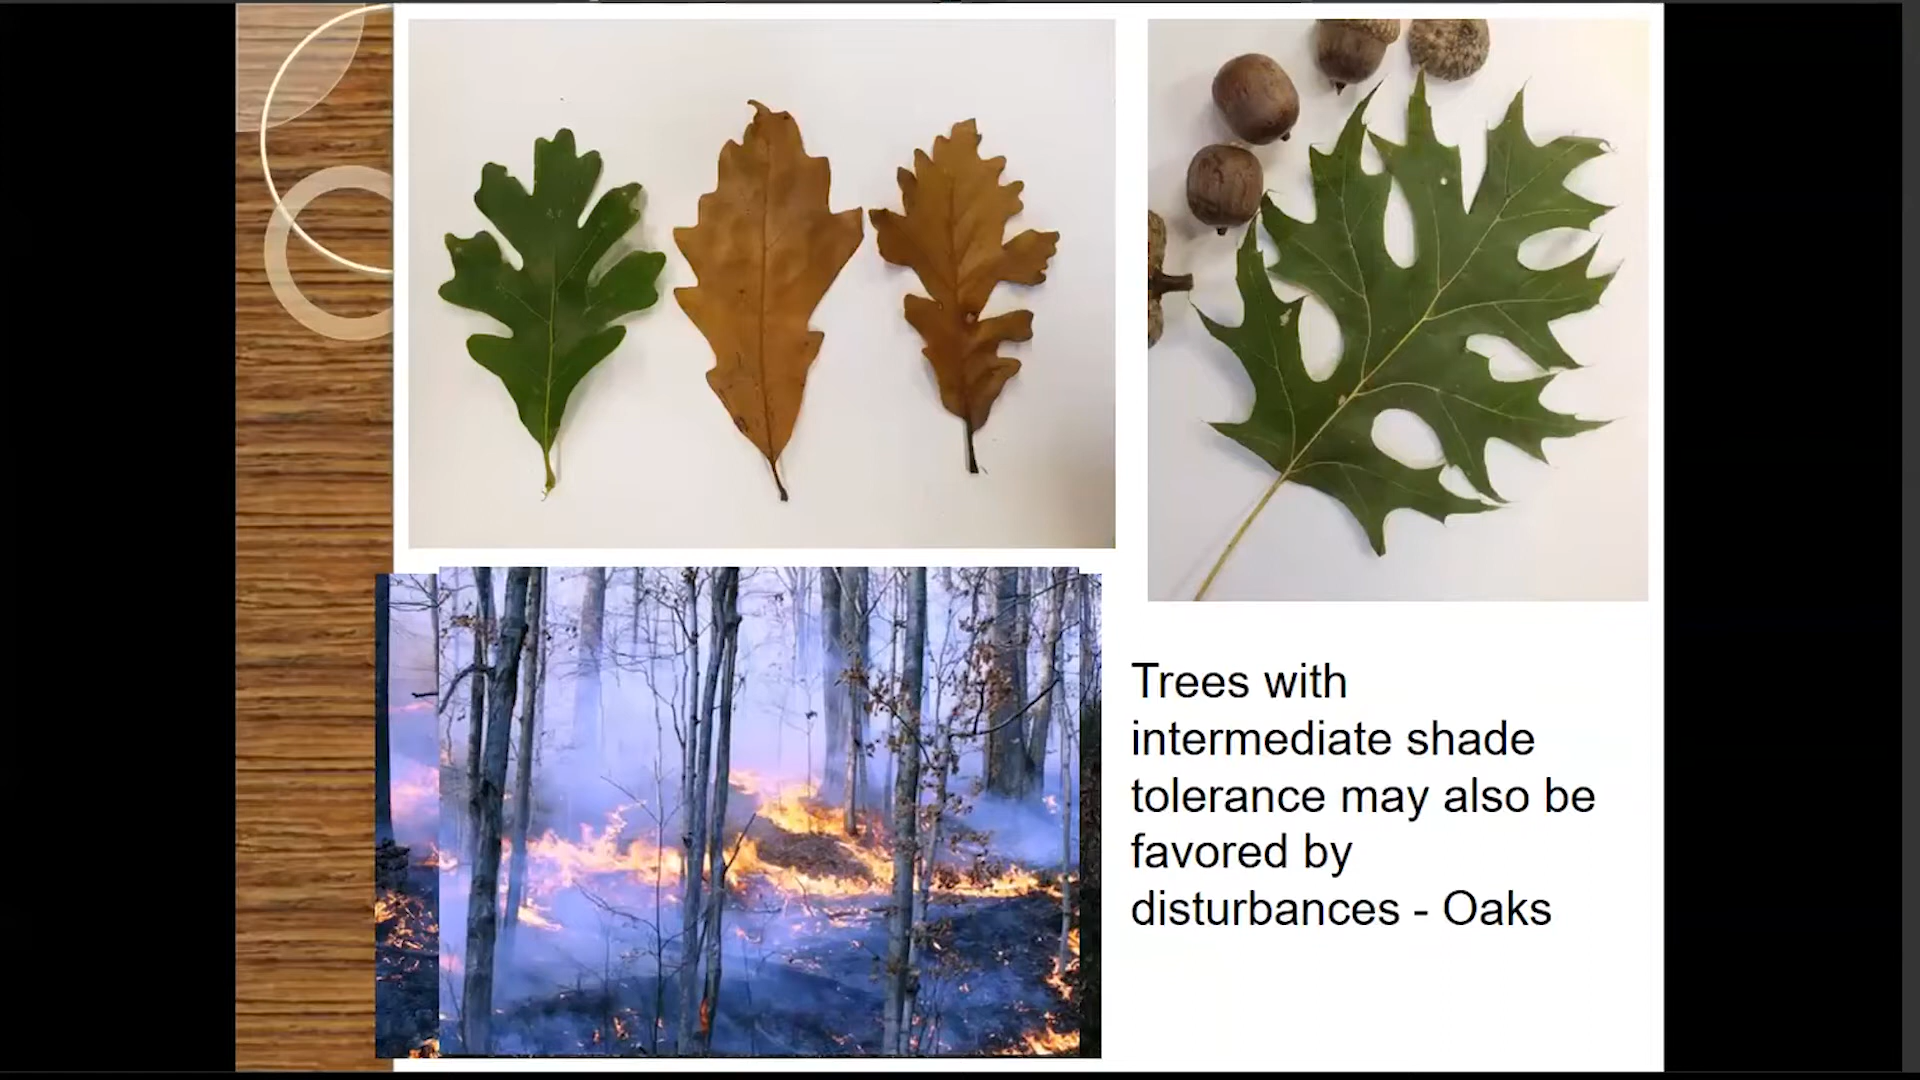 Trees with
intermediate shade
tolerance may also be
favored by
disturbances - Oaks